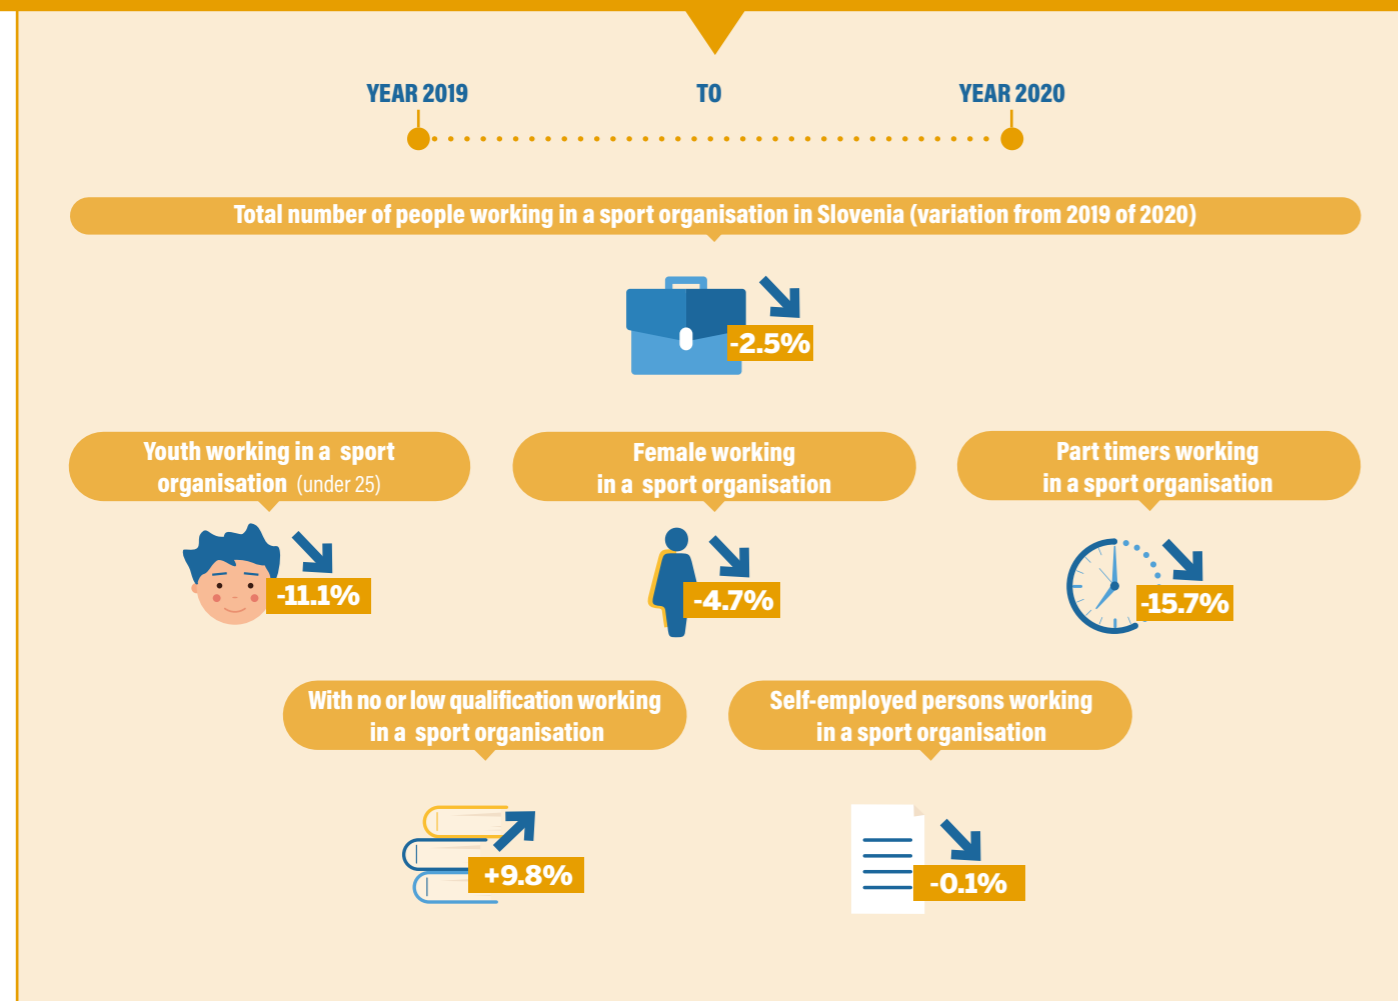 YEAR 2019 TO YEAR 2020
Total number of people working in a sport organisation in Slovenia (variation from 2019 of 2020)
-2.5%
Youth working in a sport
organisation (under 25)
-11.1%
Female working
in a sport organisation
-4.7%
Part timers working
in a sport organisation
-15.7%
With no or low qualification working
in a sport organisation
+9.8%
Self-employed persons working
in a sport organisation
-0.1%